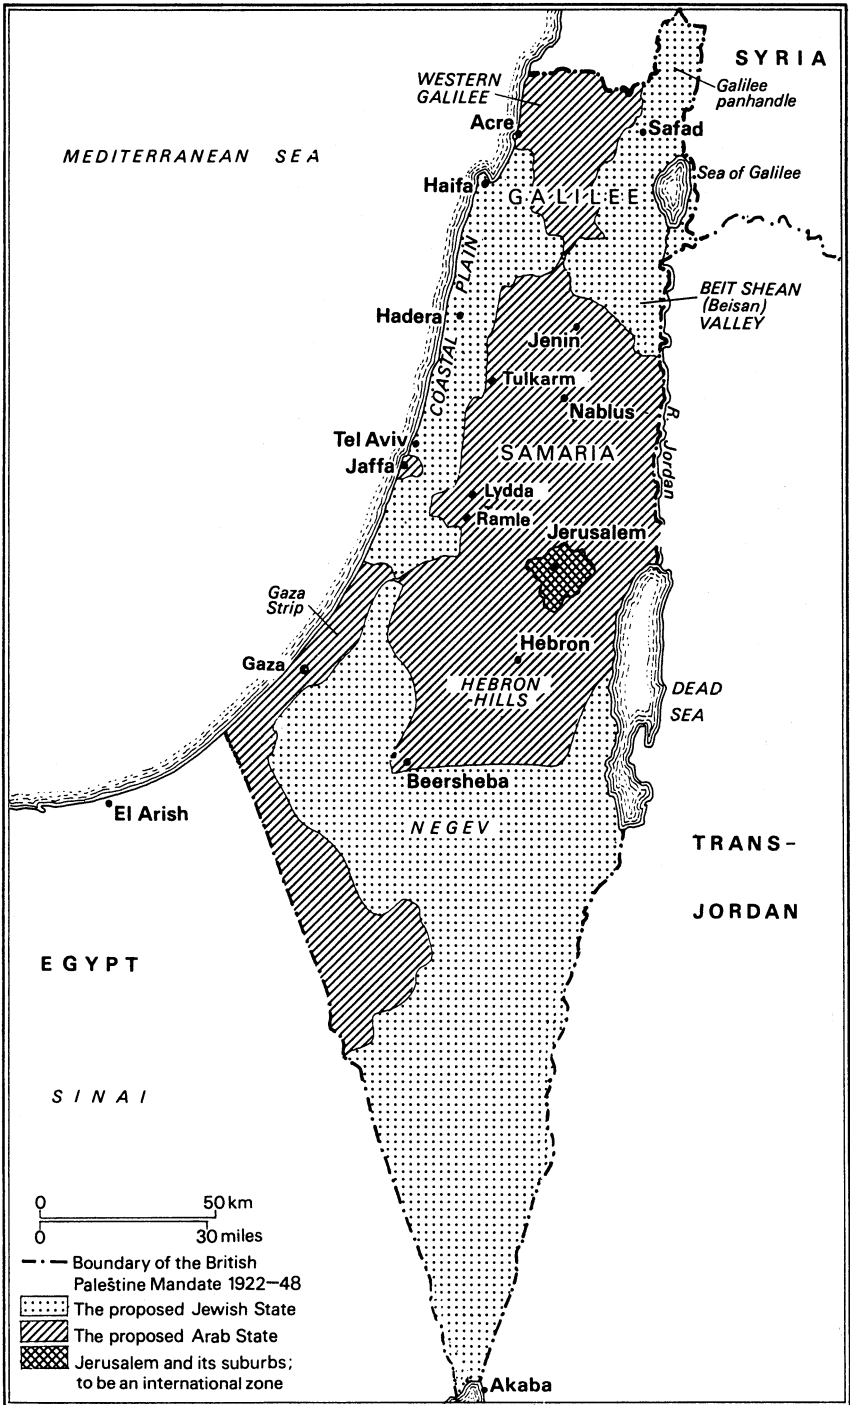 SYRIA
WESTERN
GALILEE
Galilee
panhandle
Acre
Safad
MEDITERRANEAN SEA
Sea of Galilee
Haifa
GALILEE
COASTAL PLAIN
BEIT SHEAN
(Beisan)
VALLEY
Hadera
Jenin
Tulkarm
Nablus
R. Jordan
Tel Aviv
SAMARIA
Jaffa
Lydda
Ramle
Jerusalem
Gaza
Strip
Hebron
Gaza
HEBRON
HILLS
DEAD
SEA
Beersheba
El Arish
NEGEV
TRANS-
JORDAN
EGYPT
SINAI
0 50 km
0 30 miles
Boundary of the British
Palestine Mandate 1922-48
The proposed Jewish State
The proposed Arab State
Jerusalem and its suburbs;
to be an international zone
Akaba